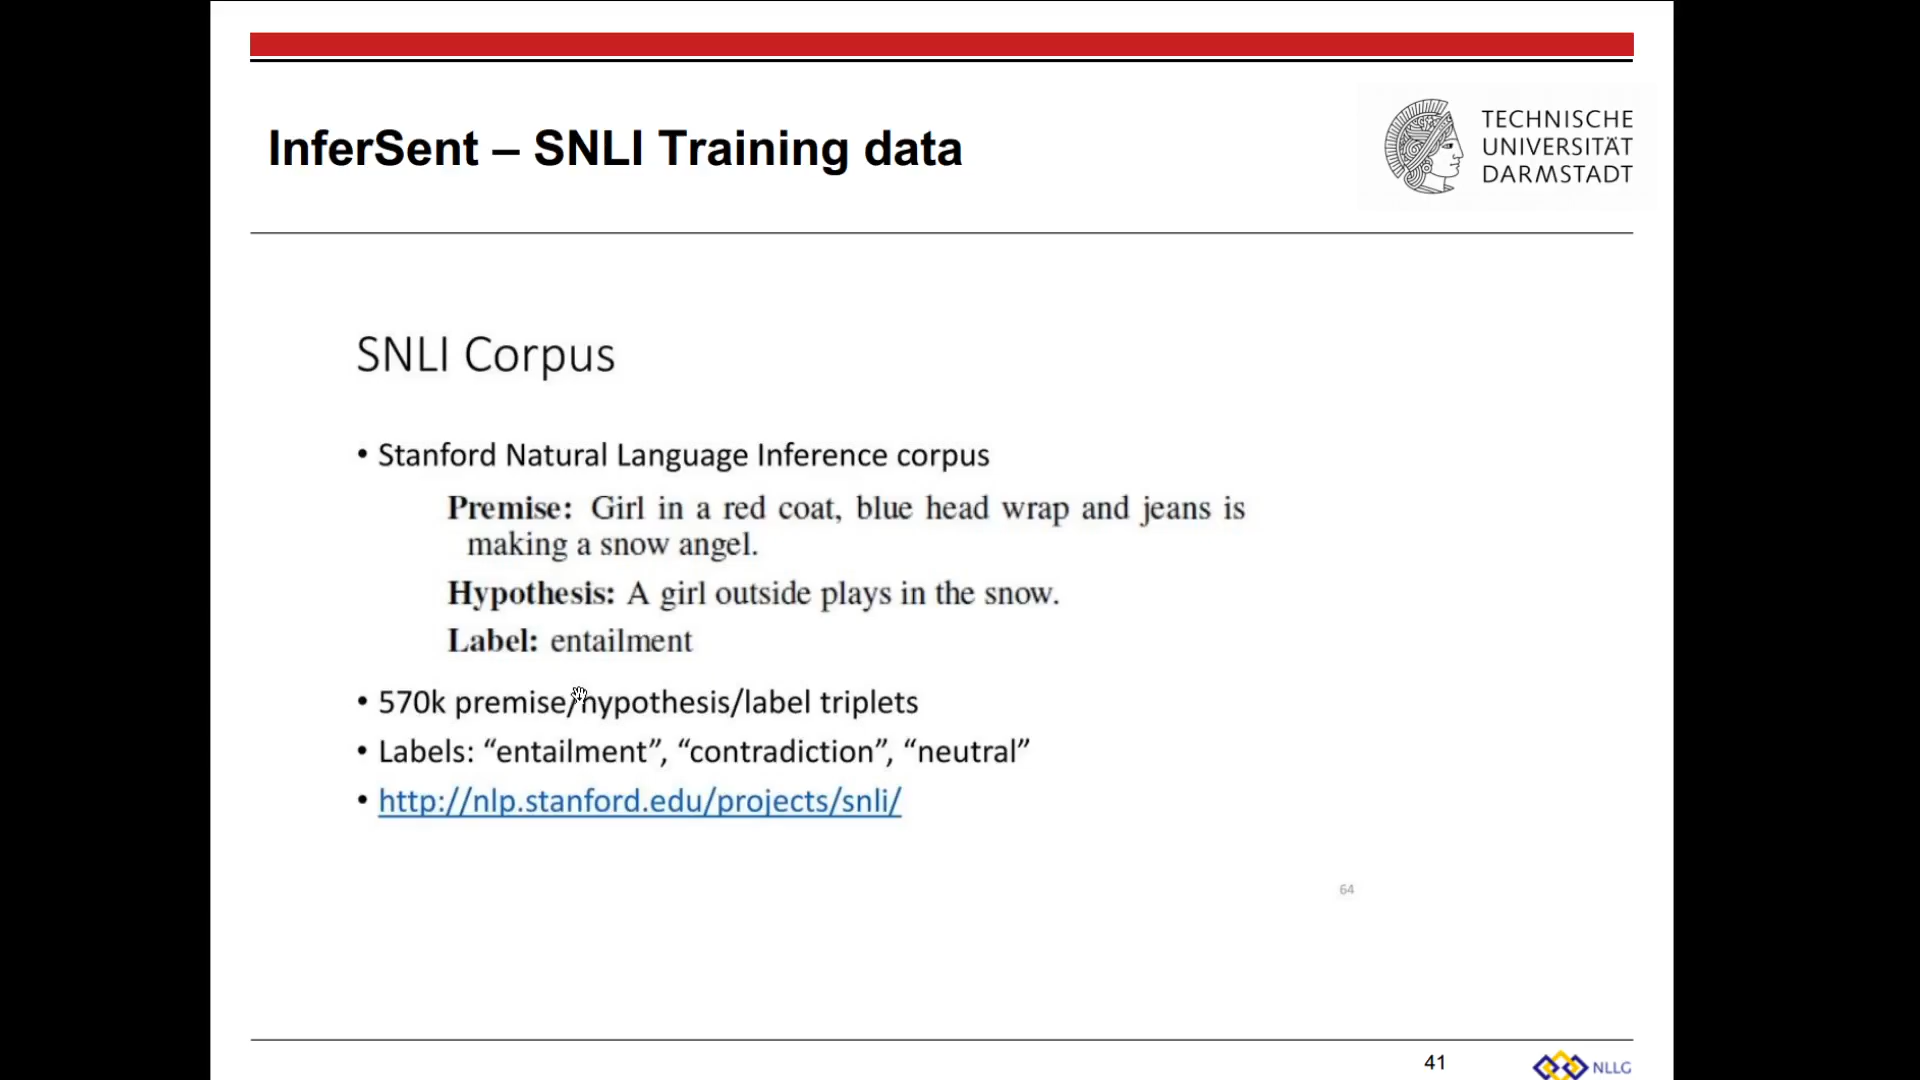 InferSent – SNLI Training data
TECHNISCHE
UNIVERSITÄT
DARMSTADT
SNLI Corpus
• Stanford Natural Language Inference corpus
Premise: Girl in a red coat, blue head wrap and jeans is
making a snow angel.
Hypothesis: A girl outside plays in the snow.
Label: entailment
• 570k premise/hypothesis/label triplets
• Labels: “entailment”, “contradiction”, “neutral”
• http://nlp.stanford.edu/projects/snli/
64
41
NLLG